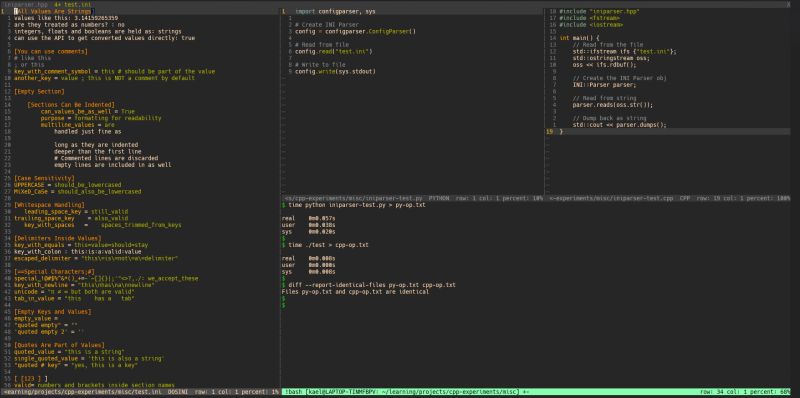 iniparser.hpp 4+ test.ini X
1 [All Values Are Strings]
1 values like this: 3.14159265359
2 are they treated as numbers? : no
3 integers, floats and booleans are held as: strings
4 can use the API to get converted values directly: true
5
6 [You can use comments]
7 # like this
8 ; or this
9 key_with_comment_symbol = this # should be part of the value
10 another_key = value ; this is NOT a comment by default
11
12 [Empty Section]
13
14 [Sections Can Be Indented]
15 can_values_be_as_well = True
16 purpose = formatting for readability
17 multiline_values = are
18 handled just fine as
19
20 long as they are indented
21 deeper than the first line
22 # Commented lines are discarded
23 empty lines are included in as well
24
25 [Case Sensitivity]
26 UPPERCASE = should_be_lowercased
27 MiXeD_CaSe = should_also_be_lowercased
28
29 [Whitespace Handling]
30 leading_space_key = still_valid
31 trailing_space_key = also_valid
32 key_with_spaces = spaces_trimmed_from_keys
33
34 [Delimiters Inside Values]
35 key_with_equals = this=value=should=stay
36 key_with_colon : this:is:a:valid:value
37 escaped_delimiter = "this\=is\=not\=a\=delimiter"
38
39 [==Special Characters;#]
40 we_accept_these
41 key_with_newline = "this\nhas\na\nnewline"
42 unicode = "π ≠ ∞ but both are valid"
43 tab_in_value = "this has a tab"
44
45 [Empty Keys and Values]
46 empty_value =
47 "quoted empty" = ""
48 'quoted empty 2' = ''
49
50 [Quotes Are Part of Values]
51 quoted_value = "this is a string"
52 single_quoted_value = 'this is also a string'
53 "quoted # key" = "yes, this is a key"
54
55 [ [123 ] ]
56 valid= numbers and brackets inside section names
<earning/projects/cpp-experiments/misc/test.ini DOSINI row: 1 col: 1 percent: 1%
1 import configparser, sys
1
2 # Create INI Parser
3 config = configparser.ConfigParser()
4
5 # Read from file
6 config.read("test.ini")
7
8 # Write to file
9 config.write(sys.stdout)
<s/cpp-experiments/misc/iniparser-test.py PYTHON row: 1 col: 1 percent: 10%
18 #include "iniparser.hpp"
17 #include <fstream>
16 #include <iostream>
15
14 int main() {
13 // Read from the file
12 std::ifstream ifs {"test.ini"};
11 std::ostringstream oss;
10 oss << ifs.rdbuf();
9
8 // Create the INI Parser obj
7 INI::Parser parser;
6
5 // Read from string
4 parser.reads(oss.str());
3
2 // Dump back as string
1 std::cout << parser.dumps();
19 }
<-experiments/misc/iniparser-test.cpp CPP row: 19 col: 1 percent: 100%
$ time python iniparser-test.py > py-op.txt
real 0m0.057s
user 0m0.038s
sys 0m0.020s
$
$ time ./test > cpp-op.txt
real 0m0.008s
user 0m0.000s
sys 0m0.008s
$
$ diff --report-identical-files py-op.txt cpp-op.txt
Files py-op.txt and cpp-op.txt are identical
$
$
!bash [kael@LAPTOP-TINMFBPV: ~/learning/projects/cpp-experiments/misc] +- row: 34 col: 1 percent: 68%